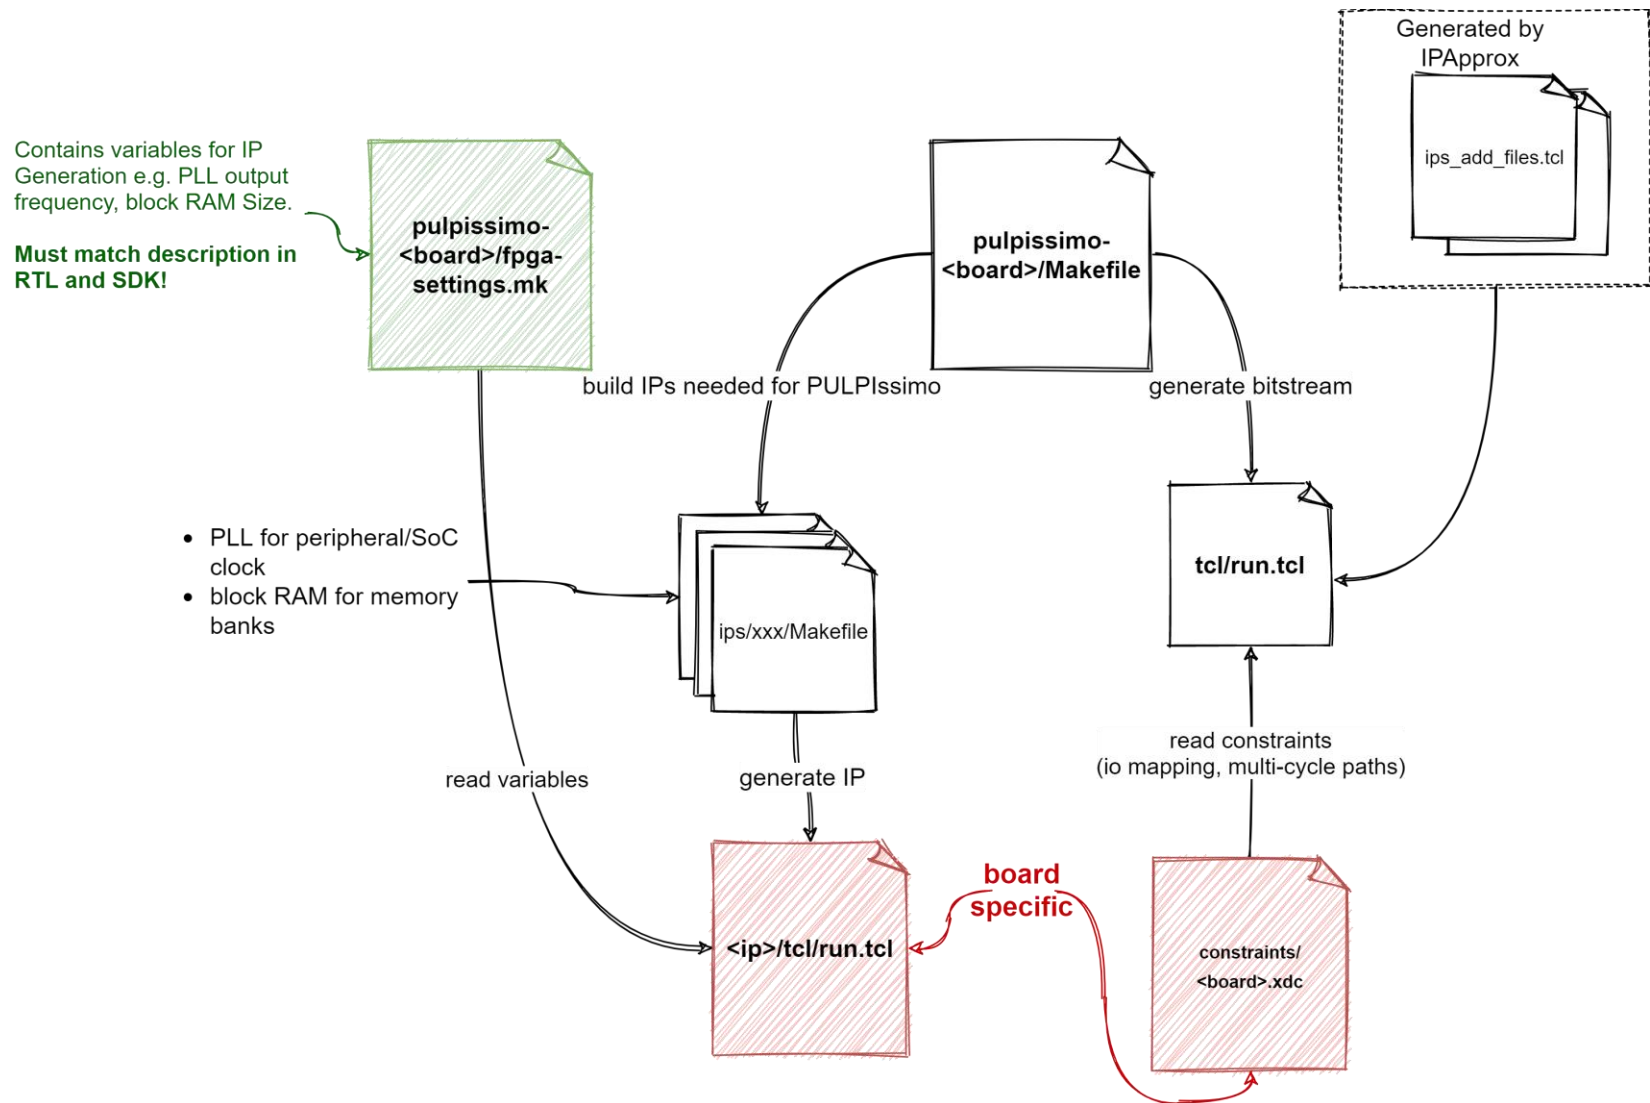 Generated by
IPApprox
ips_add_files.tcl
Contains variables for IP
Generation e.g. PLL output
frequency, block RAM Size.
Must match description in
RTL and SDK!
pulpissimo-
<board>/fpga-
settings.mk
pulpissimo-
<board>/Makefile
build IPs needed for PULPIssimo
generate bitstream
• PLL for peripheral/SoC
clock
• block RAM for memory
banks
ips/xxx/Makefile
tcl/run.tcl
read variables
generate IP
read constraints
(io mapping, multi-cycle paths)
board
specific
<ip>/tcl/run.tcl
constraints/
<board>.xdc